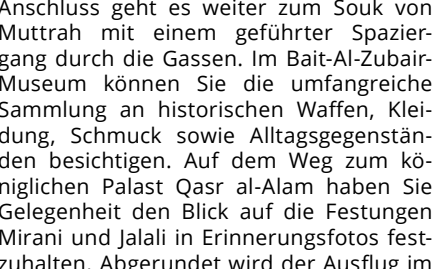 Anschluss geht es weiter zum Souk von
Muttrah mit einem geführter Spazier-
gang durch die Gassen. Im Bait-Al-Zubair-
Museum können Sie die umfangreiche
Sammlung an historischen Waffen, Klei-
dung, Schmuck sowie Alltagsgegenstän-
den besichtigen. Auf dem Weg zum kö-
niglichen Palast Qasr al-Alam haben Sie
Gelegenheit den Blick auf die Festungen
Mirani und Jalali in Erinnerungsfotos fest-
zuhalten. Abgerundet wird der Ausflug im